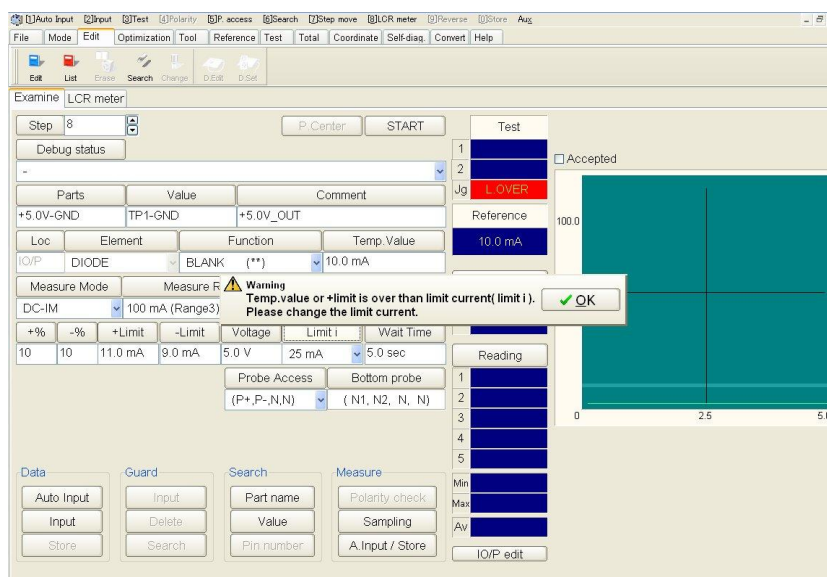 [1]Auto Input [2]Input [3]Test [4]Polarity [5]P. access [6]Search [7]Step move [8]LCR meter [9]Reverse [0]Store Aux
File Mode Edit Optimization Tool Reference Test Total Coordinate Self-diag. Convert Help
Edit List Erase Search Change D.Edit D.Set
Examine LCR meter
Step 8 P.Center START Test
Debug status 1
- 2
Accepted
Parts Value Comment Jg L.OVER
+5.0V-GND TP1-GND +5.0V_OUT Reference
100.0
Loc Element Function Temp.Value 10.0 mA
IO/P DIODE BLANK (**) 10.0 mA
Measure Mode Measure R
Warning
Temp.value or +limit is over than limit current( limit i ).
Please change the limit current.
OK
DC-IM 100 mA (Range3)
+% -% +Limit -Limit Voltage Limit i Wait Time
10 10 11.0 mA 9.0 mA 5.0 V 25 mA 5.0 sec Reading
Probe Access Bottom probe 1
(P+,P-,N,N) ( N1, N2, N, N) 2
3
0 2.5 5.
4
5
Data Guard Search Measure
Min
Auto Input Input Part name Polarity check
Max
Input Delete Value Sampling Av
Store Search Pin number A.Input / Store
IO/P edit